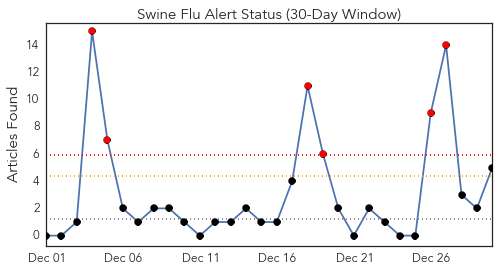 Swine Flu Alert Status (30-Day Window)
Articles Found
14
12
10
8
6
4
2
0
Dec 01 Dec 06 Dec 11 Dec 16 Dec 21 Dec 26